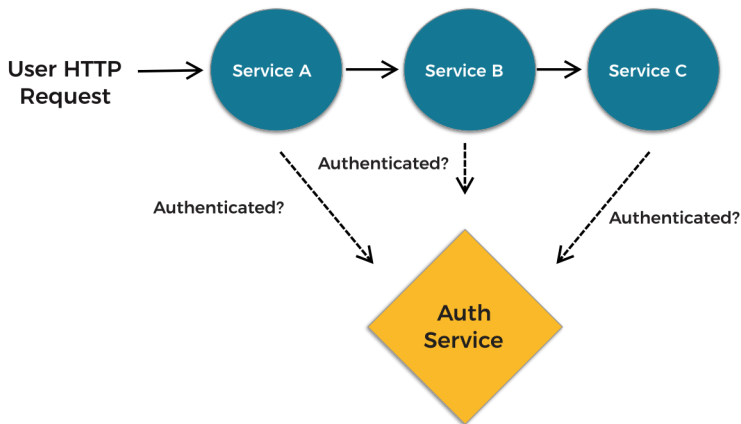 User HTTP
Request
Service A
Service B
Service C
Authenticated?
Authenticated?
Authenticated?
Auth
Service